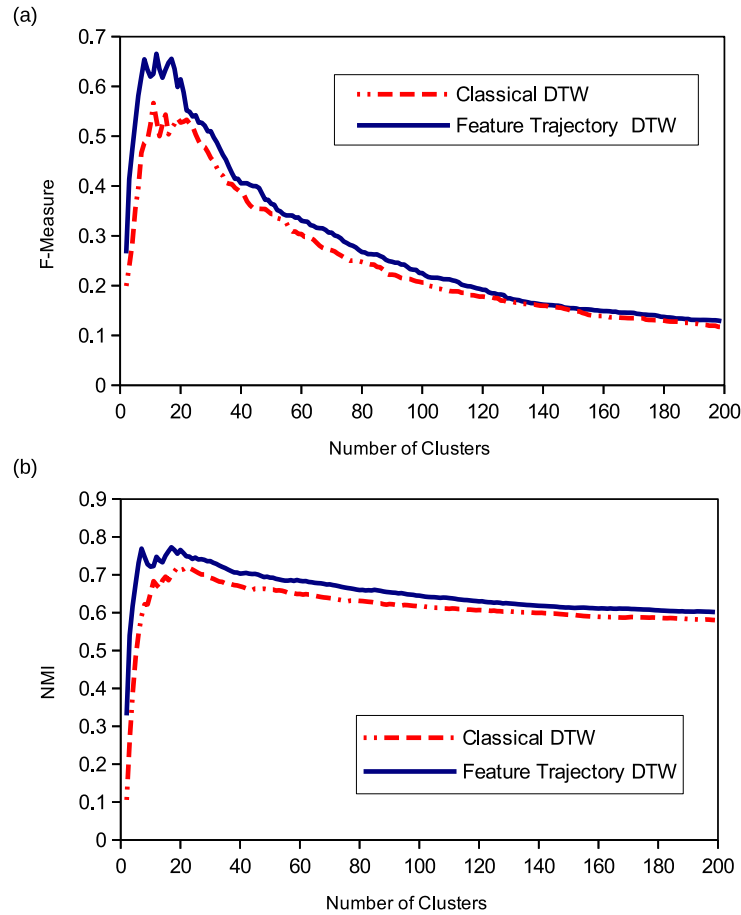 (a)
0.7
0.6
0.5
0.4
0.3
0.2
0.1
0
F-Measure
Classical DTW
Feature Trajectory DTW
0 20 40 60 80 100 120 140 160 180 200
Number of Clusters
(b)
0.9
0.8
0.7
0.6
0.5
0.4
0.3
0.2
0.1
0
NMI
Classical DTW
Feature Trajectory DTW
0 20 40 60 80 100 120 140 160 180 200
Number of Clusters